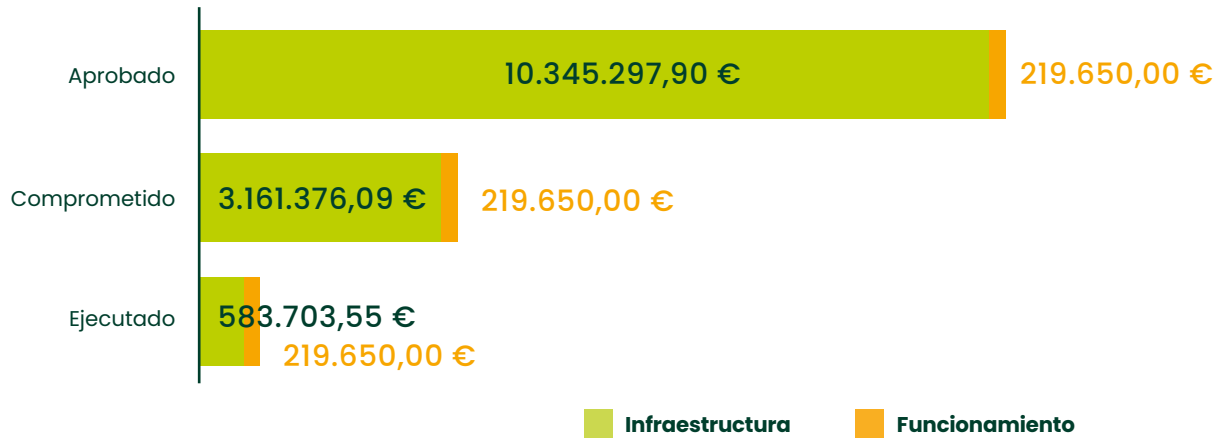 Aprobado
10.345.297,90 €
219.650,00 €
Comprometido
3.161.376,09 €
219.650,00 €
Ejecutado
583.703,55 €
219.650,00 €
Infraestructura
Funcionamiento